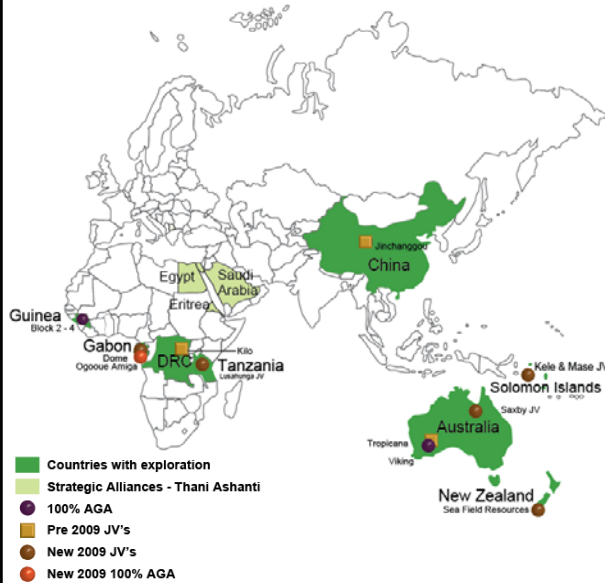 Jinchanggou
China
Egypt
Saudi
Arabia
Eritrea
Guinea
Block 2 - 4
Gabon
Dome
Ogooue Amiga
DRC
Kilo
Tanzania
Lusahunga JV
Kele & Mase JV
Solomon Islands
Saxby JV
Australia
Tropicana
Viking
New Zealand
Sea Field Resources
Countries with exploration
Strategic Alliances - Thani Ashanti
100% AGA
Pre 2009 JV's
New 2009 JV's
New 2009 100% AGA